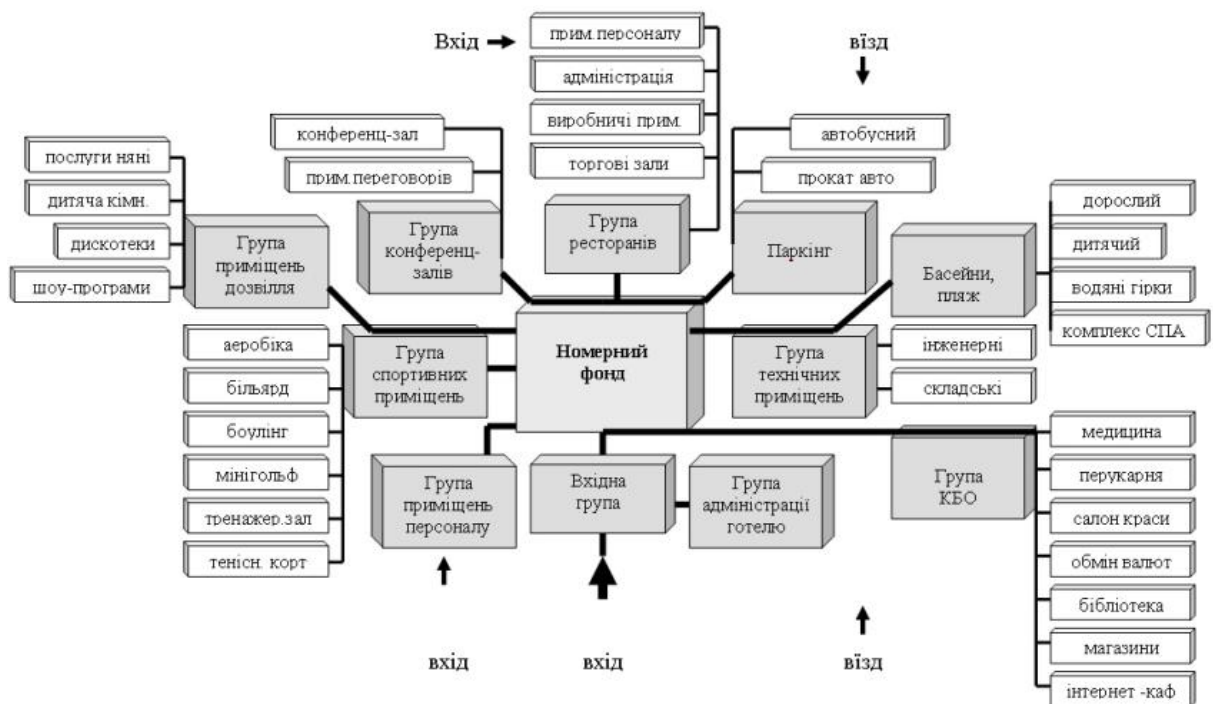 Вхід
прим.персоналу
адміністрація
виробничі прим.
торгові зали
вїзд
конференц-зал
прим.переговорів
автобусний
прокат авто
послуги няні
дитяча кімн.
дискотеки
шоу-програми
Група
приміщень
дозвілля
Група
конференц-
залів
Група
ресторанів
Паркінг
Басейни,
пляж
дорослий
дитячий
водяні гірки
комплекс СПА
аеробіка
більярд
боулінг
мінігольф
тренажер.зал
тенісн. корт
Група
спортивних
приміщень
Номерний
фонд
Група
технічних
приміщень
інженерні
складські
Група
приміщень
персоналу
Вхідна
група
Група
адміністрації
готелю
Група
КБО
медицина
перукарня
салон краси
обмін валют
бібліотека
магазини
інтернет -каф
вхід
вхід
вїзд